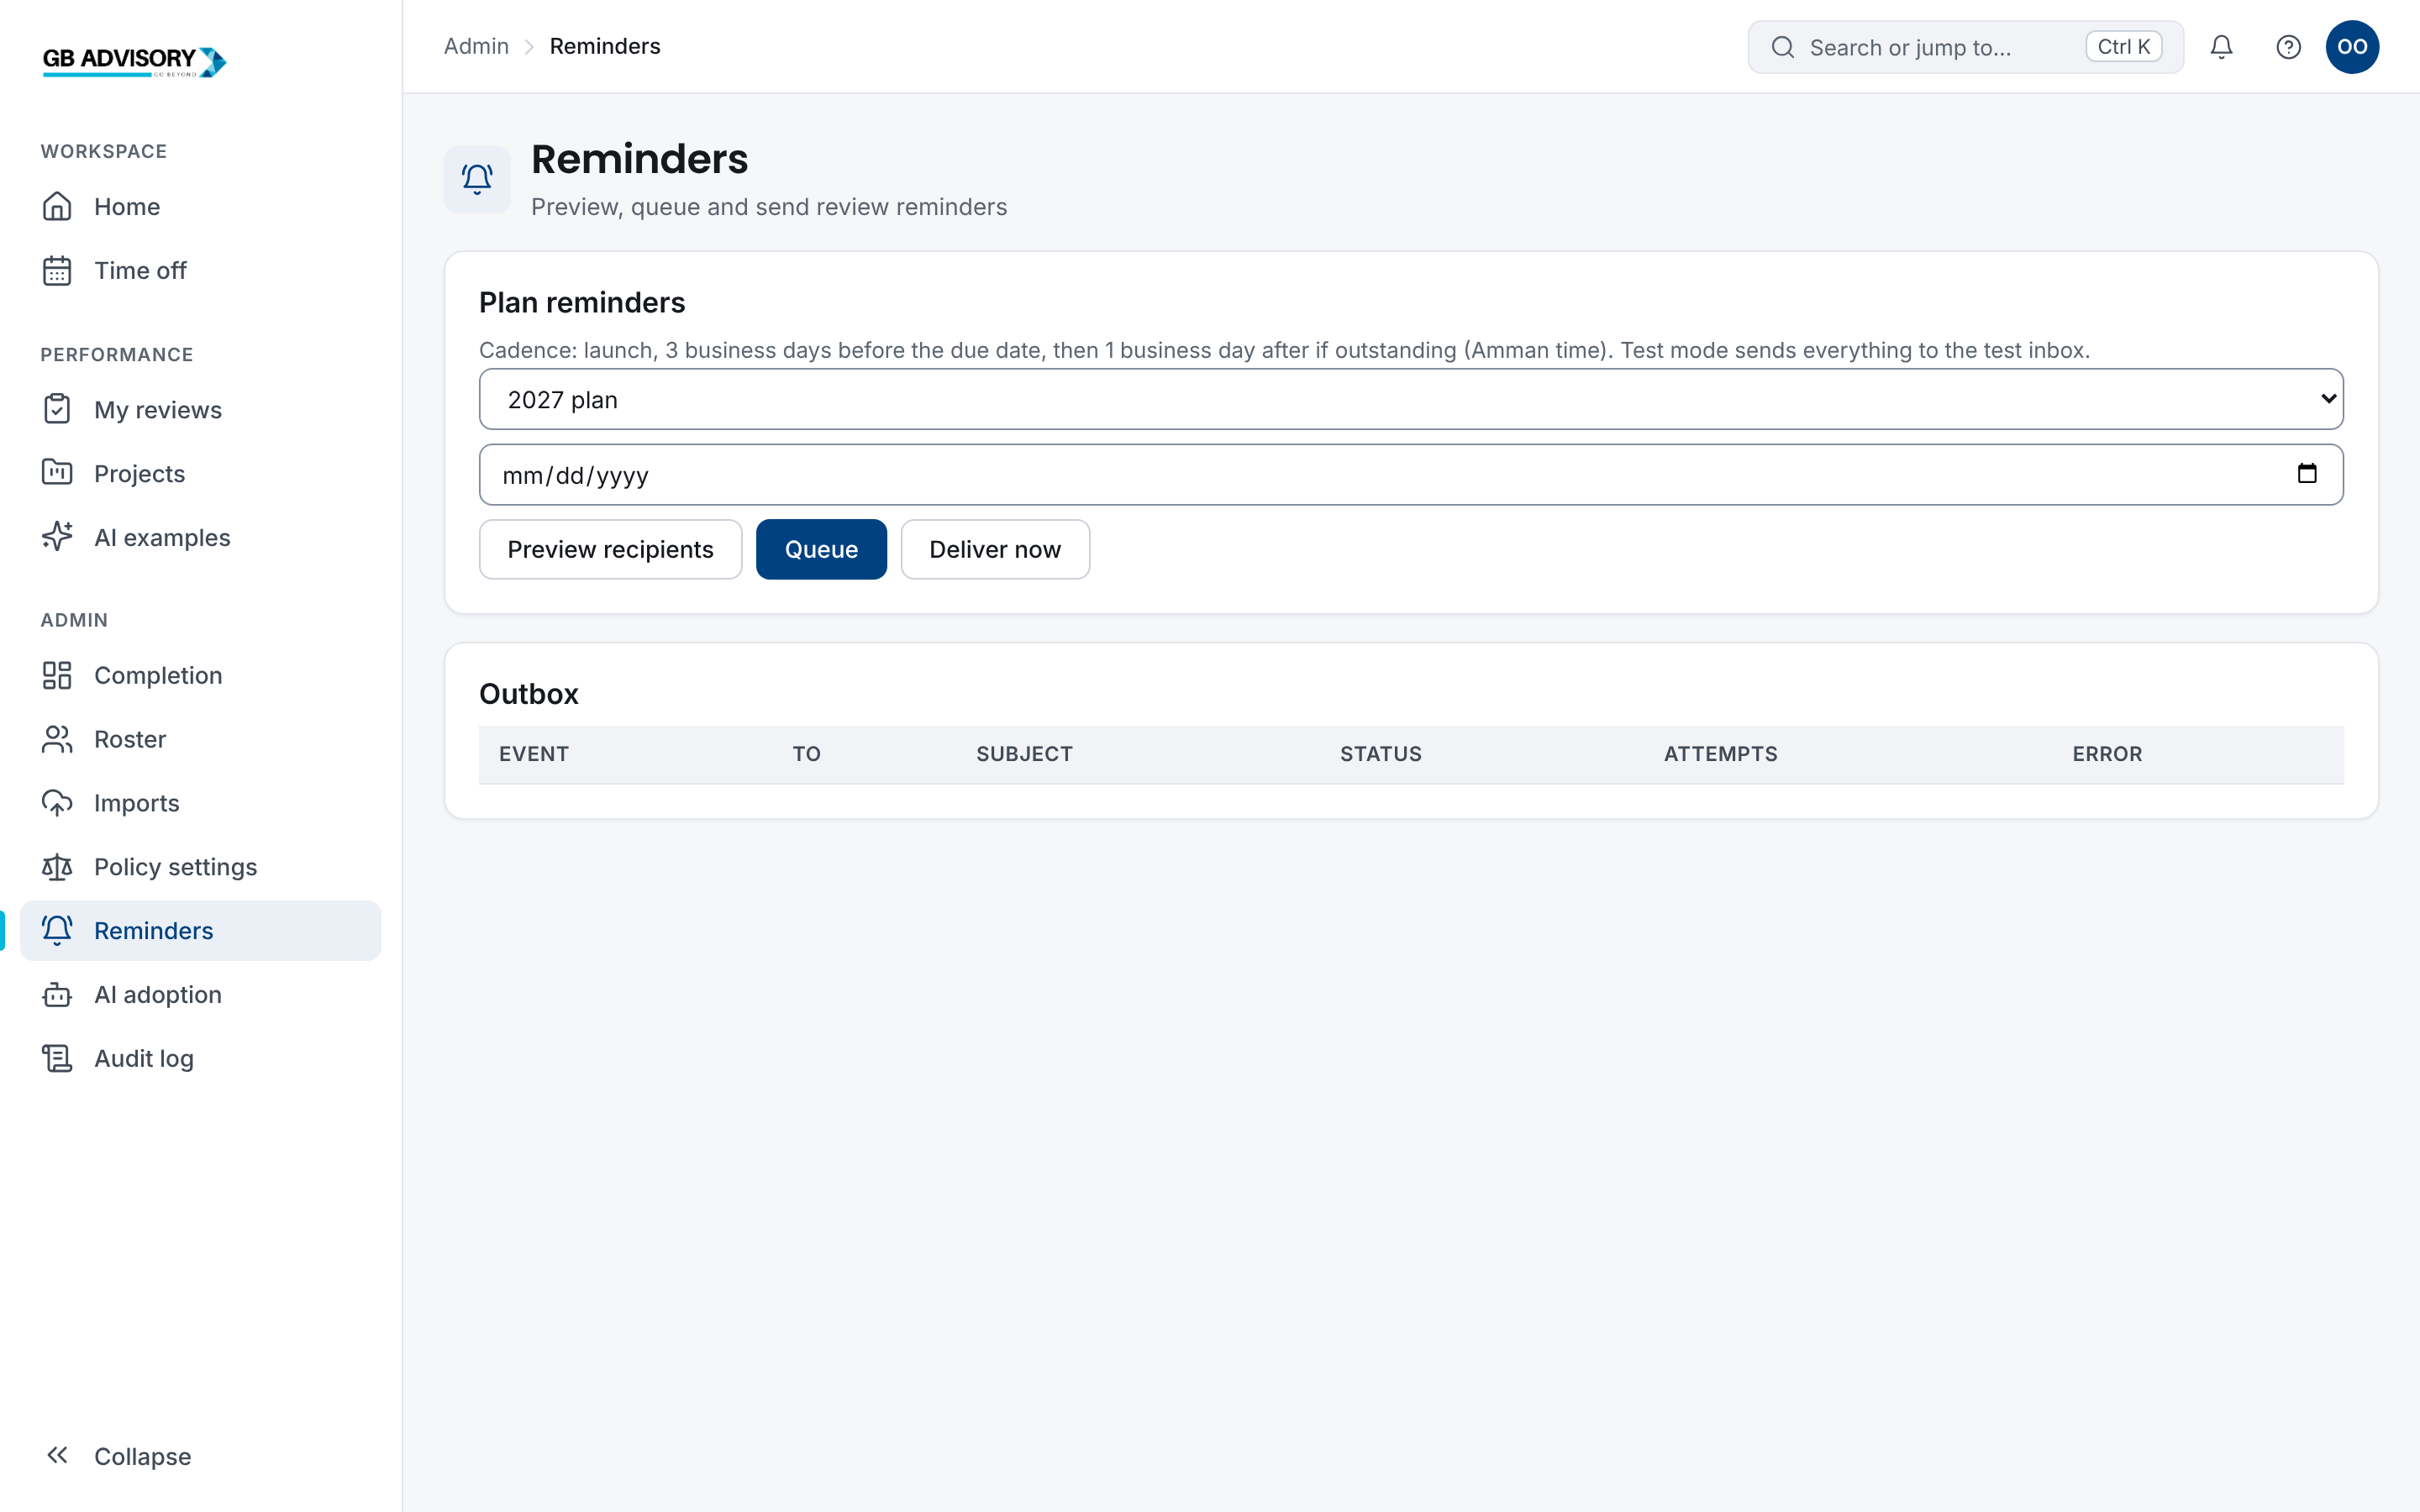 GB ADVISORY
GO BEYOND
Admin
Reminders
Search or jump to...
Ctrl K
OO
WORKSPACE
Home
Time off
PERFORMANCE
My reviews
Projects
AI examples
ADMIN
Completion
Roster
Imports
Policy settings
Reminders
AI adoption
Audit log
Collapse
Reminders
Preview, queue and send review reminders
Plan reminders
Cadence: launch, 3 business days before the due date, then 1 business day after if outstanding (Amman time). Test mode sends everything to the test inbox.
2027 plan
mm/dd/yyyy
Preview recipients
Queue
Deliver now
Outbox
EVENT TO SUBJECT STATUS ATTEMPTS ERROR